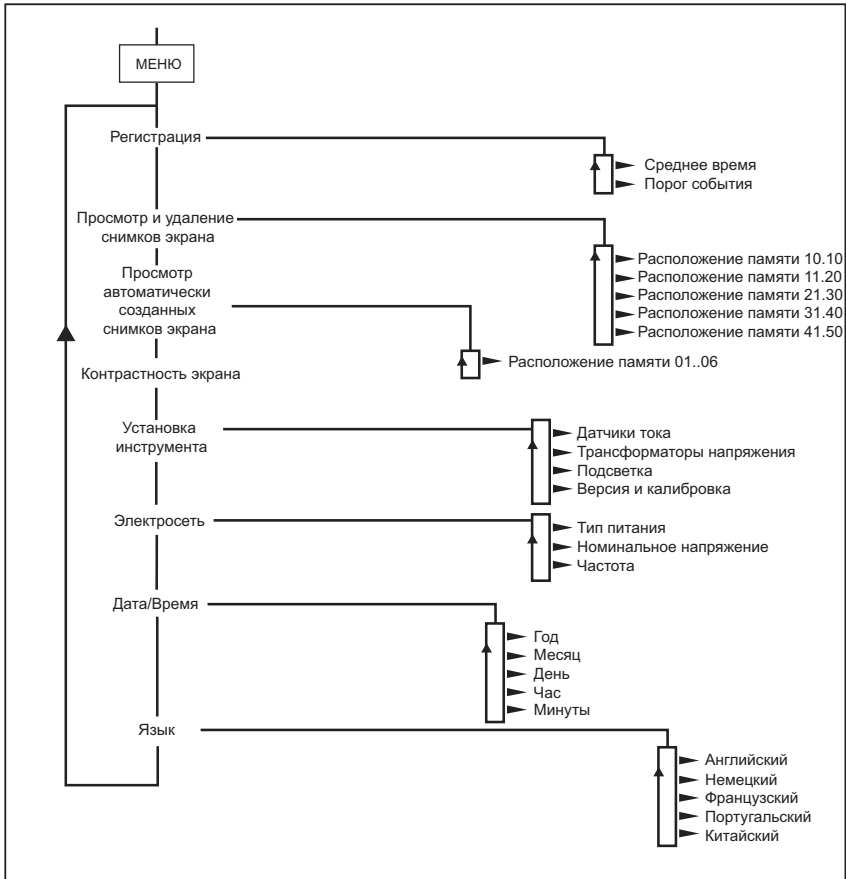 МЕНЮ
Регистрация
Среднее время
Порог события
Просмотр и удаление
снимков экрана
Расположение памяти 10.10
Расположение памяти 11.20
Расположение памяти 21.30
Расположение памяти 31.40
Расположение памяти 41.50
Просмотр
автоматически
созданных
снимков экрана
Расположение памяти 01..06
Контрастность экрана
Установка
инструмента
Датчики тока
Трансформаторы напряжения
Подсветка
Версия и калибровка
Электросеть
Тип питания
Номинальное напряжение
Частота
Дата/Время
Год
Месяц
День
Час
Минуты
Язык
Английский
Немецкий
Французский
Португальский
Китайский